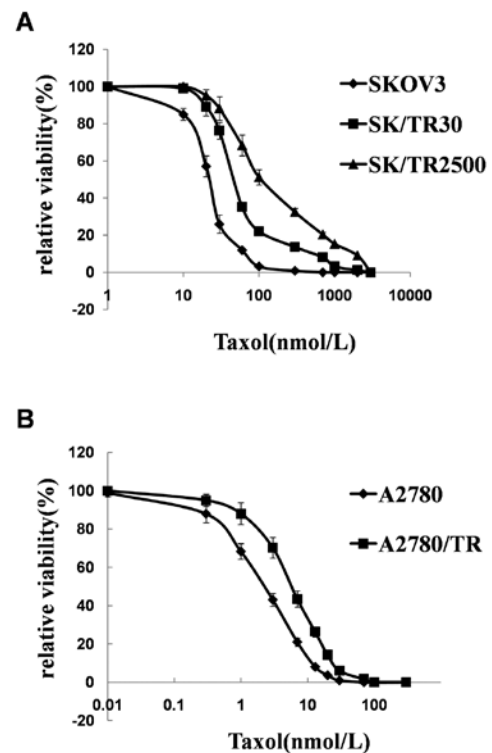 A
120
100
80
60
40
20
0
-20
relative viability(%)
1 10 100 1000 10000
Taxol(nmol/L)
SKOV3
SK/TR30
SK/TR2500
B
120
100
80
60
40
20
0
-20
relative viability(%)
0.01 0.1 1 10 100
Taxol(nmol/L)
A2780
A2780/TR